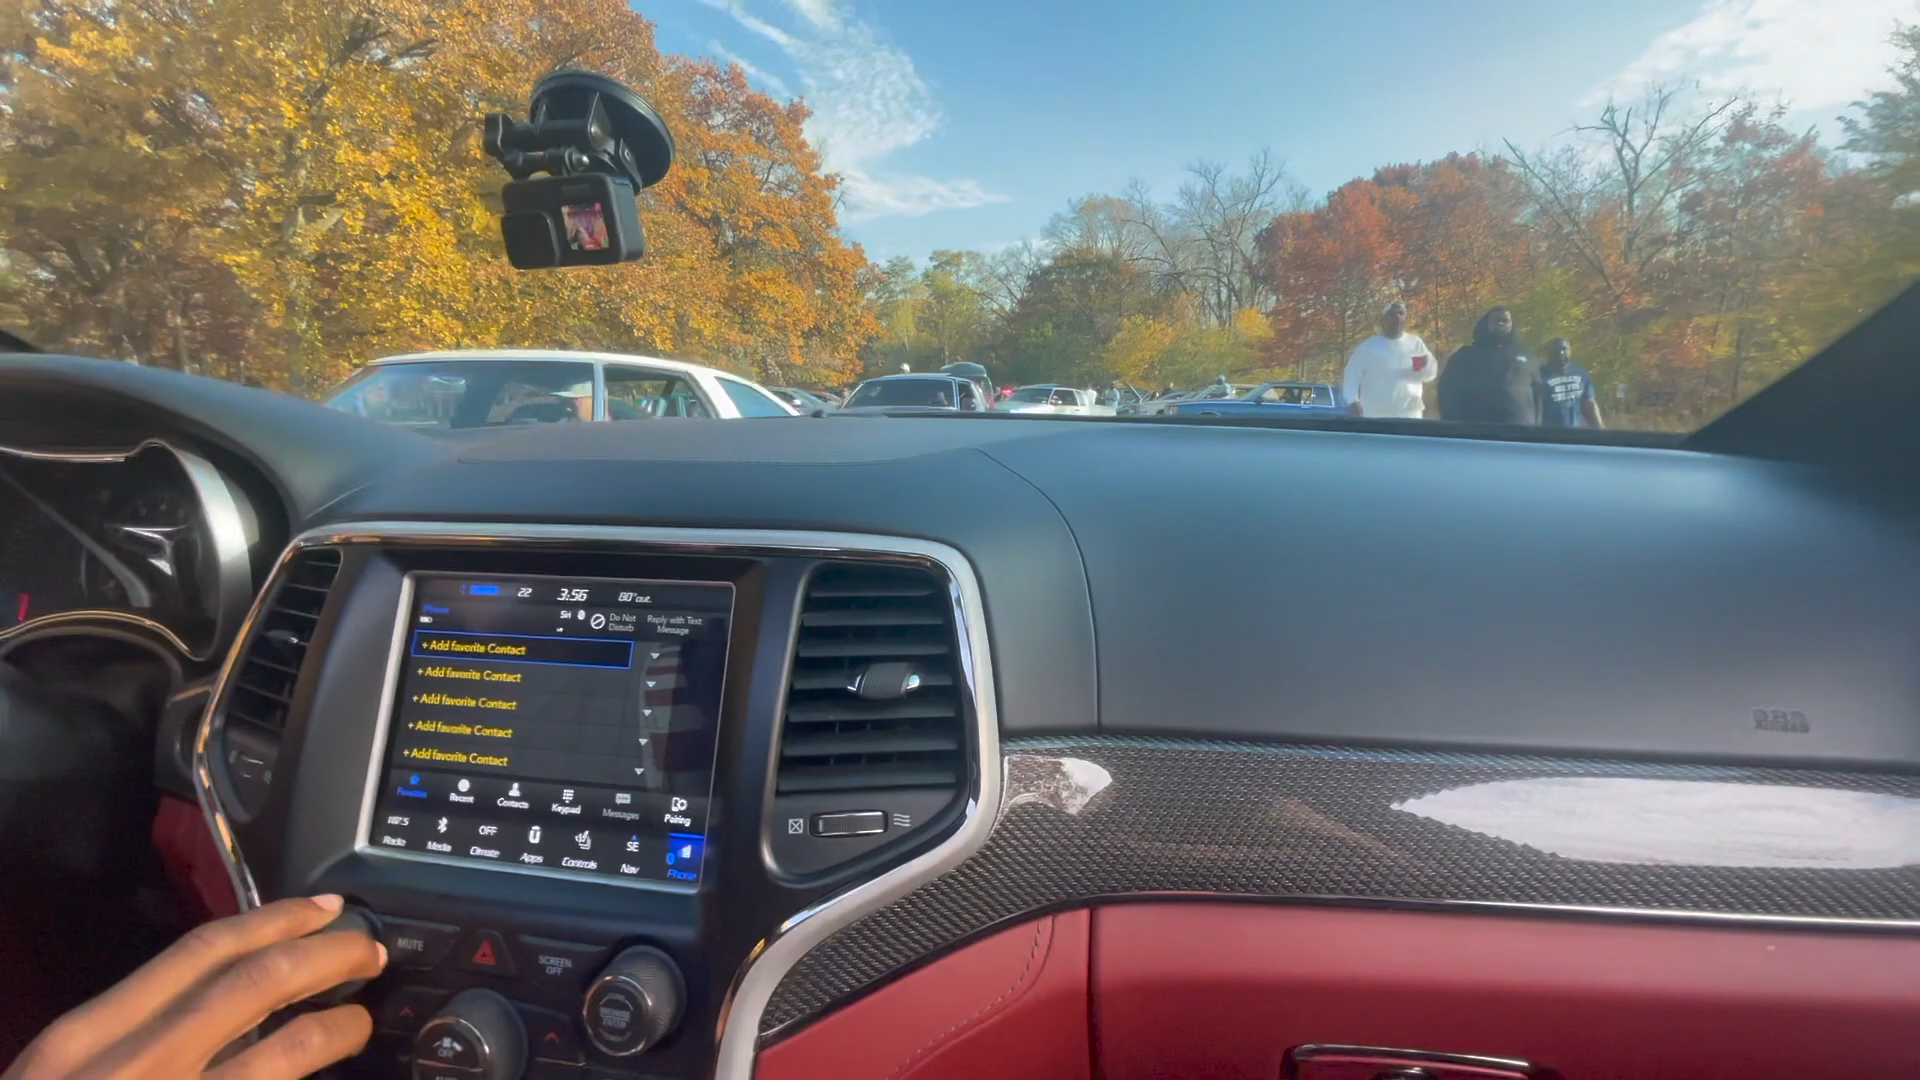 22 3:56 80°out.
Phone
Siri Do Not Disturb
Reply with Text Message
+ Add favorite Contact
+ Add favorite Contact
+ Add favorite Contact
+ Add favorite Contact
+ Add favorite Contact
Favorites Recent Contacts Keypad Messages Pairing
107.5 OFF SE
Radio Media Climate Apps Controls Nav Phone
MUTE
SCREEN OFF
OFF